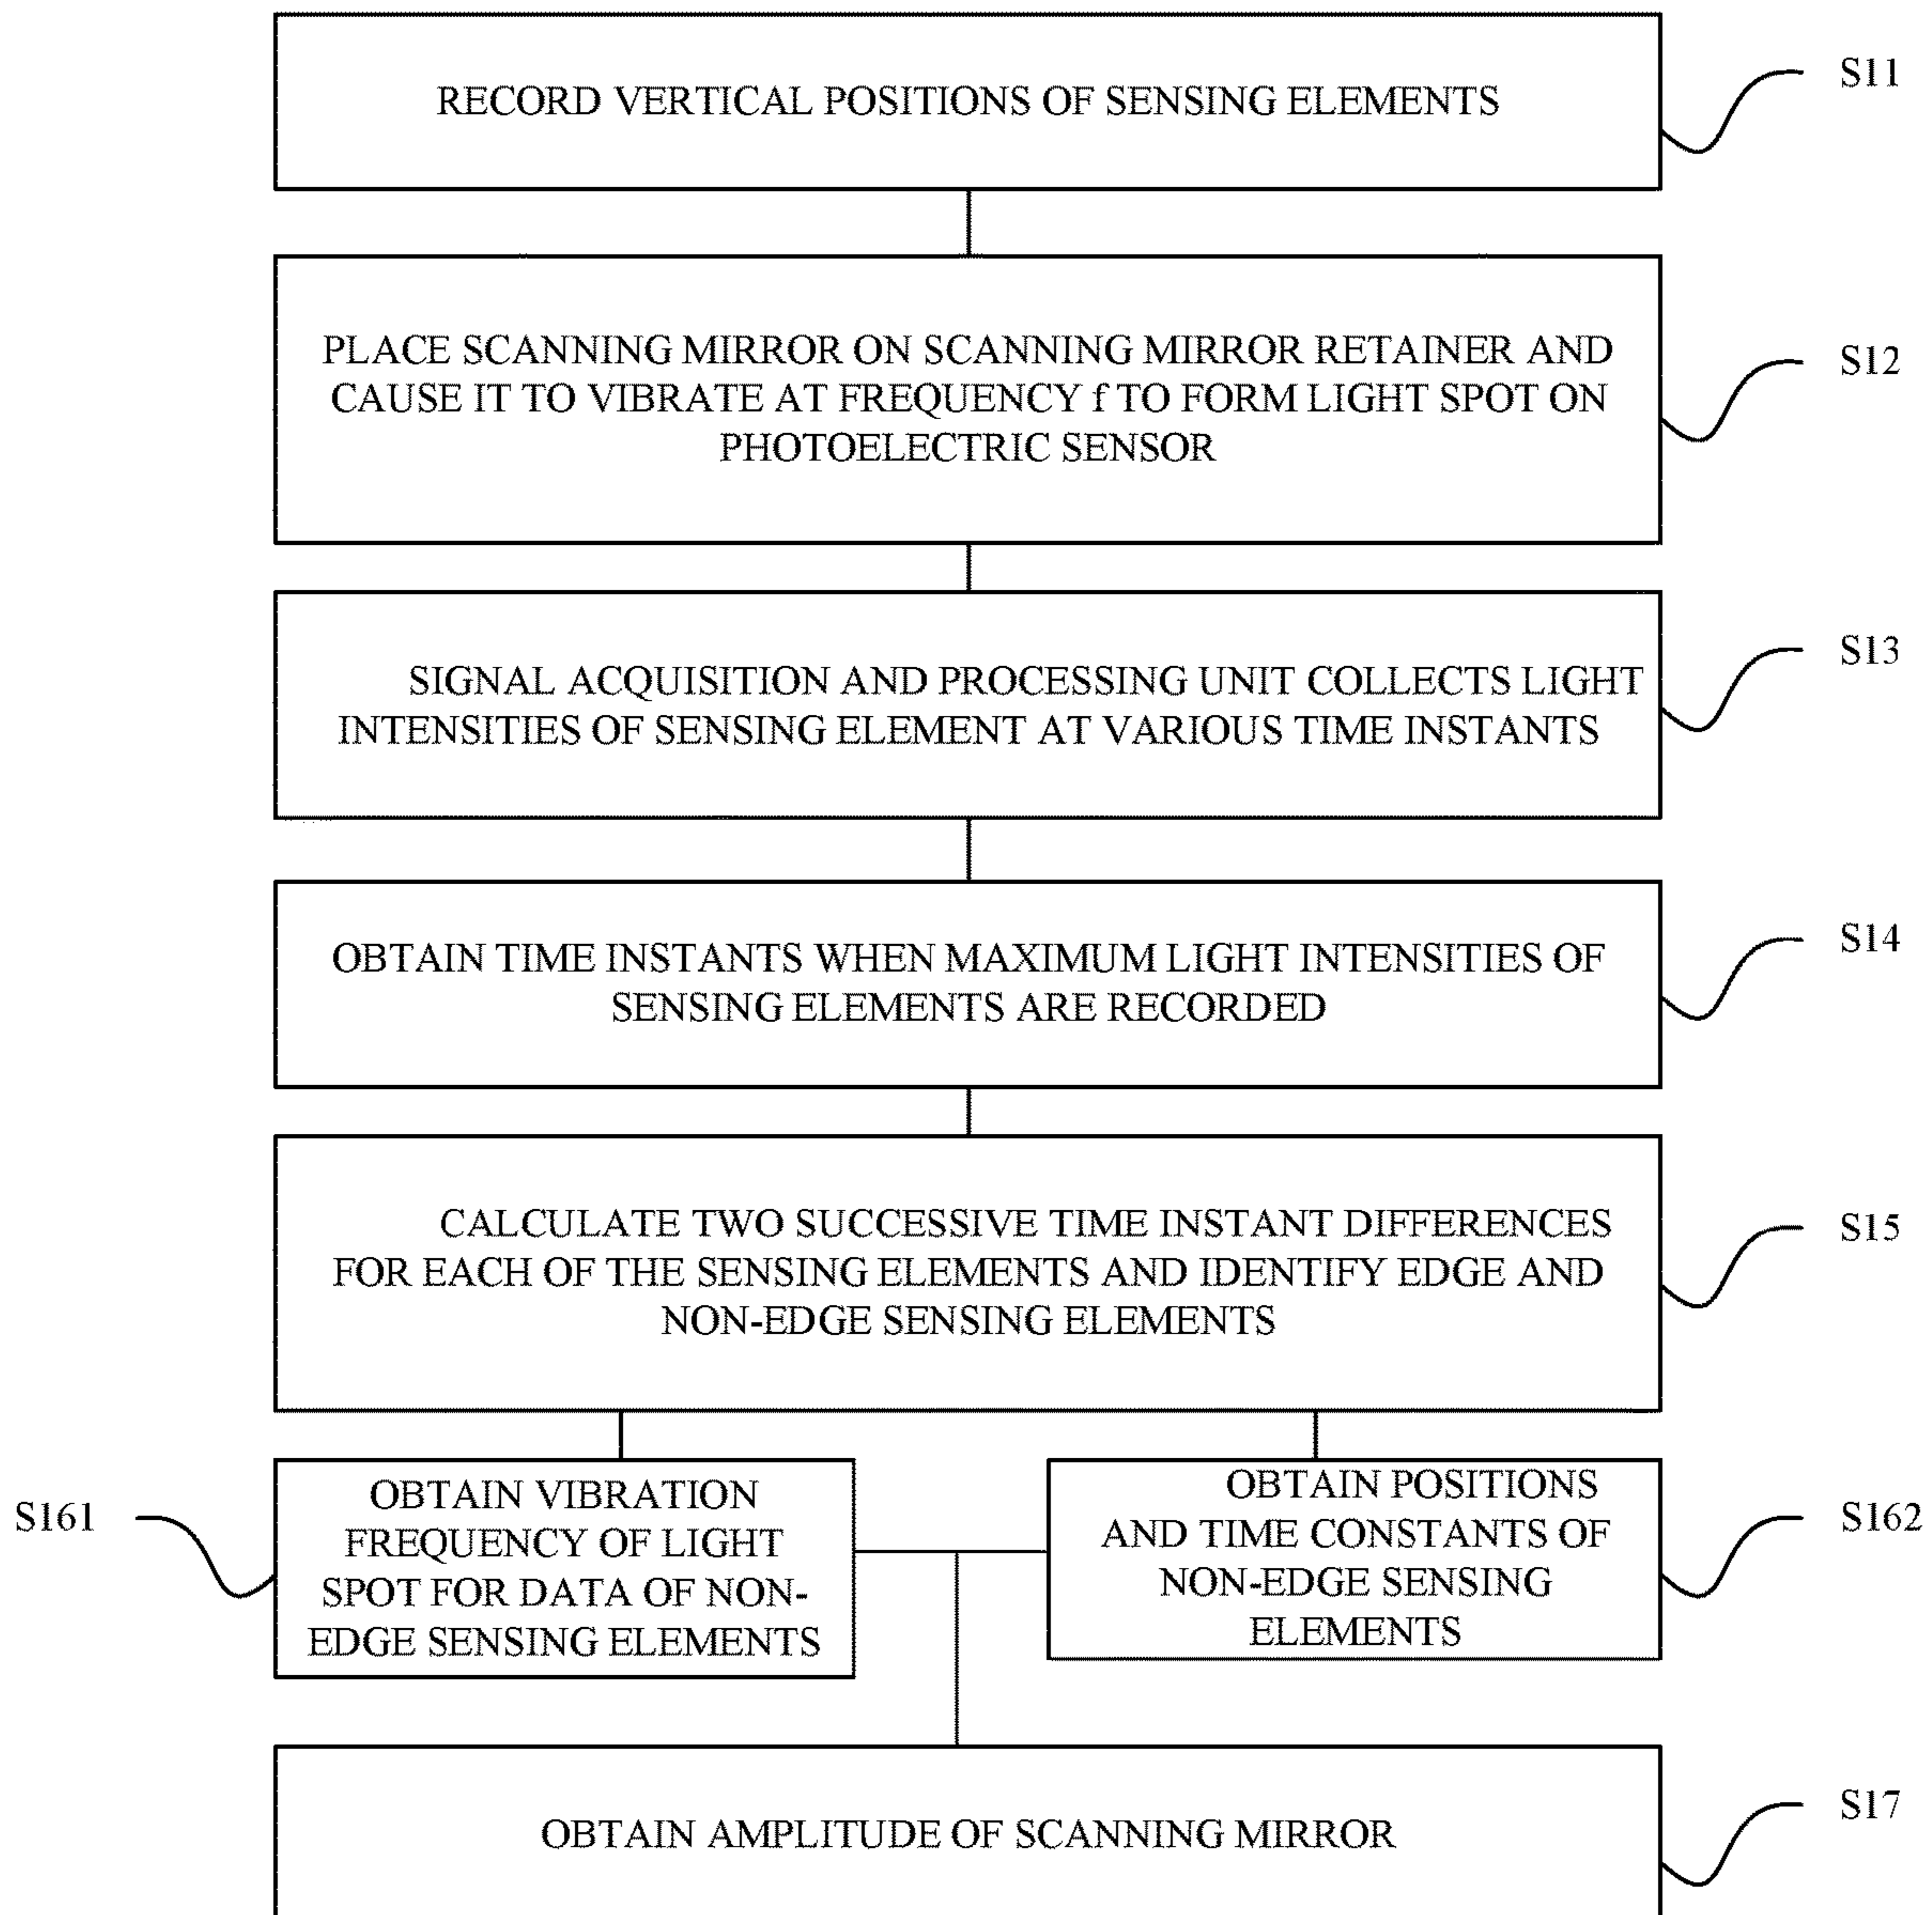 RECORD VERTICAL POSITIONS OF SENSING ELEMENTS
S11
PLACE SCANNING MIRROR ON SCANNING MIRROR RETAINER AND
CAUSE IT TO VIBRATE AT FREQUENCY f TO FORM LIGHT SPOT ON
PHOTOELECTRIC SENSOR
S12
SIGNAL ACQUISITION AND PROCESSING UNIT COLLECTS LIGHT
INTENSITIES OF SENSING ELEMENT AT VARIOUS TIME INSTANTS
S13
OBTAIN TIME INSTANTS WHEN MAXIMUM LIGHT INTENSITIES OF
SENSING ELEMENTS ARE RECORDED
S14
CALCULATE TWO SUCCESSIVE TIME INSTANT DIFFERENCES
FOR EACH OF THE SENSING ELEMENTS AND IDENTIFY EDGE AND
NON-EDGE SENSING ELEMENTS
S15
S161
OBTAIN VIBRATION
FREQUENCY OF LIGHT
SPOT FOR DATA OF NON-
EDGE SENSING ELEMENTS
OBTAIN POSITIONS
AND TIME CONSTANTS OF
NON-EDGE SENSING
ELEMENTS
S162
OBTAIN AMPLITUDE OF SCANNING MIRROR
S17